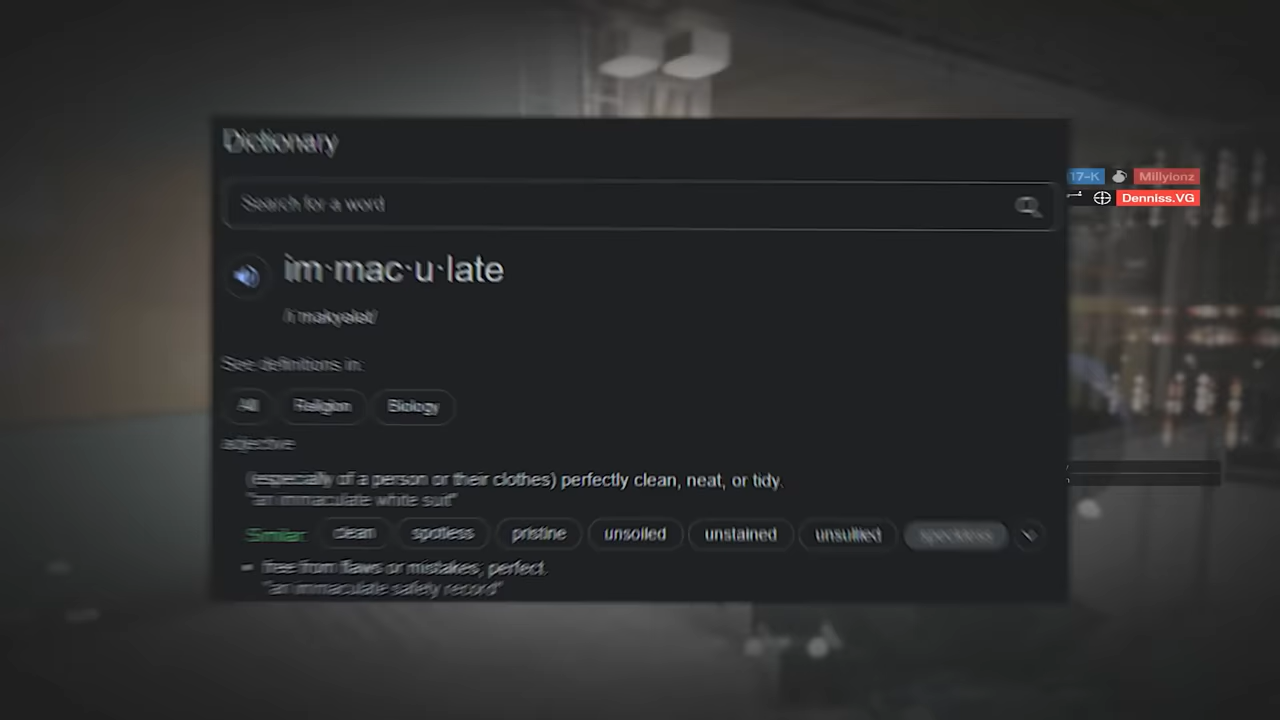 Dictionary
Search for a word
17-K Millylonz
Denniss.VG
im·mac·u·late
See definitions in:
All Religion Biology
adjective
(especially of a person or their clothes) perfectly clean, neat, or tidy.
"an immaculate white suit"
Similar: clean spotless pristine unsoiled unstained unsullied speckless
free from flaws or mistakes; perfect.
"an immaculate safety record"